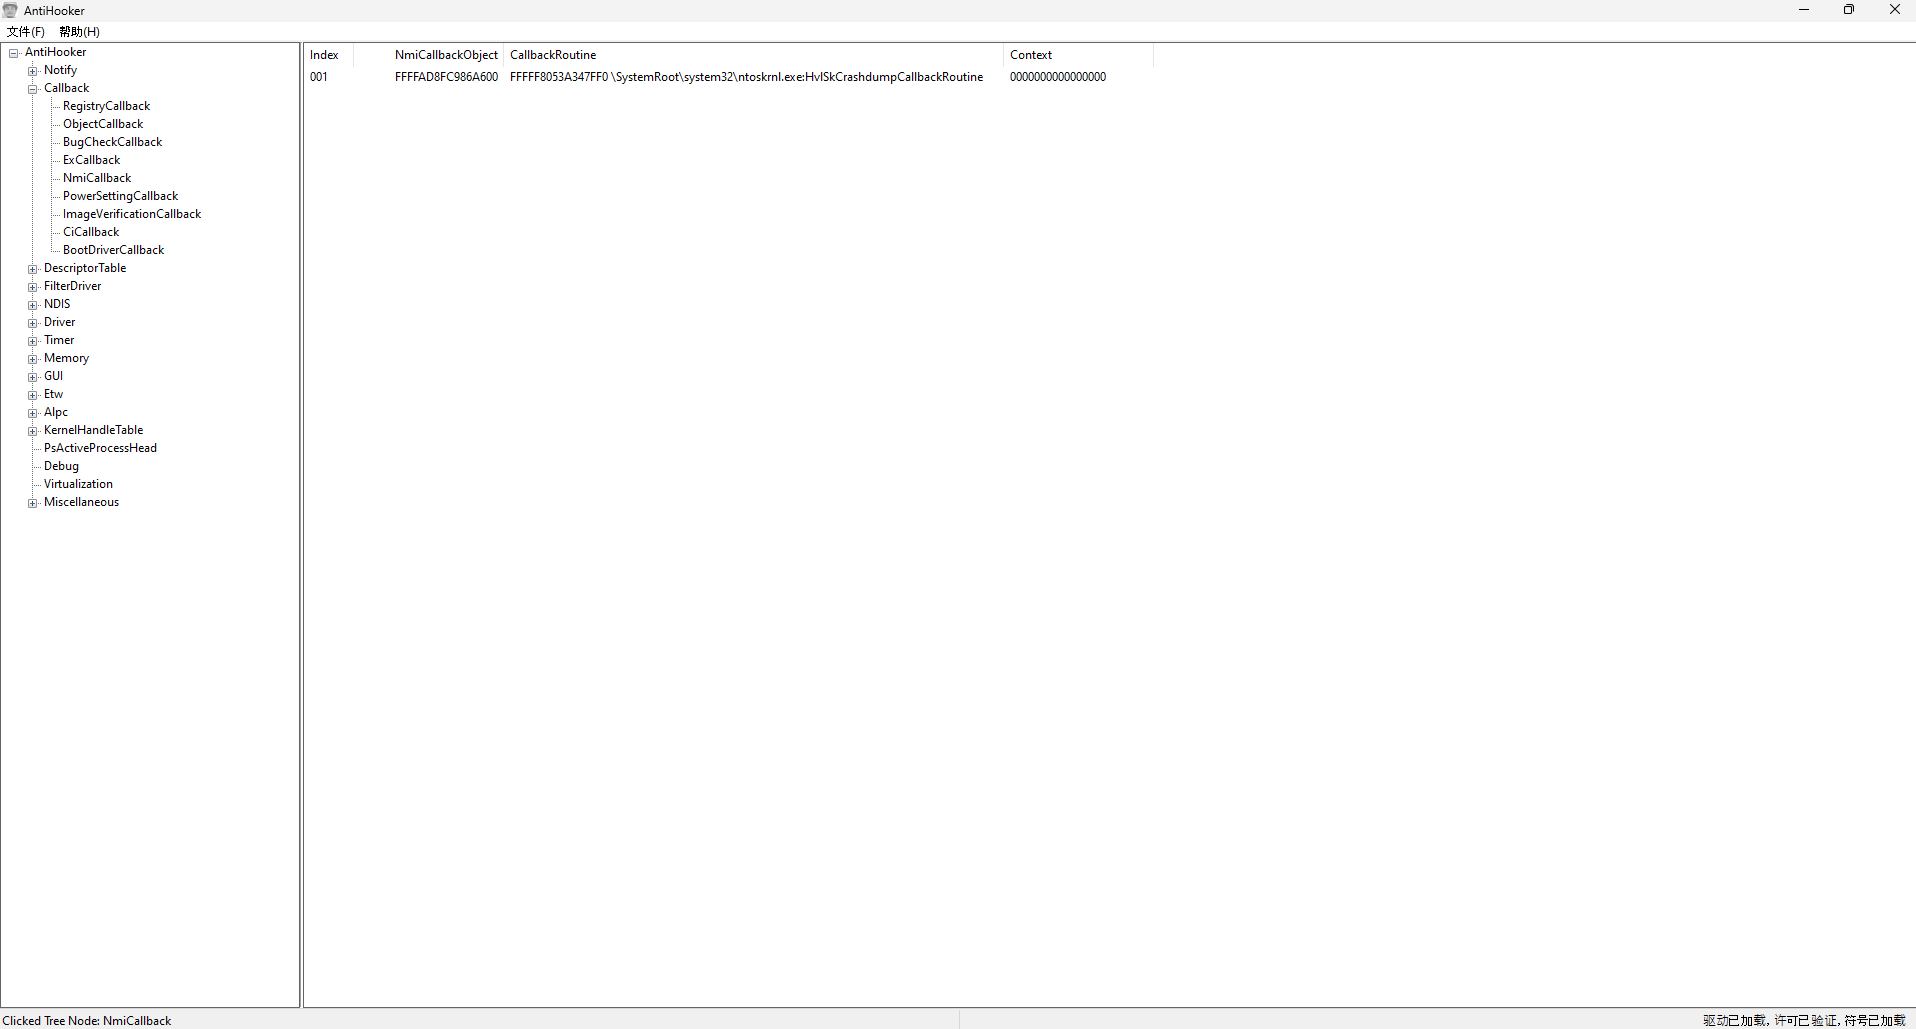 AntiHooker
文件(F) 帮助(H)
AntiHooker
Notify
Callback
RegistryCallback
ObjectCallback
BugCheckCallback
ExCallback
NmiCallback
PowerSettingCallback
ImageVerificationCallback
CiCallback
BootDriverCallback
DescriptorTable
FilterDriver
NDIS
Driver
Timer
Memory
GUI
Etw
Alpc
KernelHandleTable
PsActiveProcessHead
Debug
Virtualization
Miscellaneous
Index NmiCallbackObject CallbackRoutine Context
001 FFFFAD8FC986A600 FFFFF8053A347FF0 \SystemRoot\system32\ntoskrnl.exe:HvlSkCrashdumpCallbackRoutine 0000000000000000
Clicked Tree Node: NmiCallback
驱动已加载, 许可已验证, 符号已加载